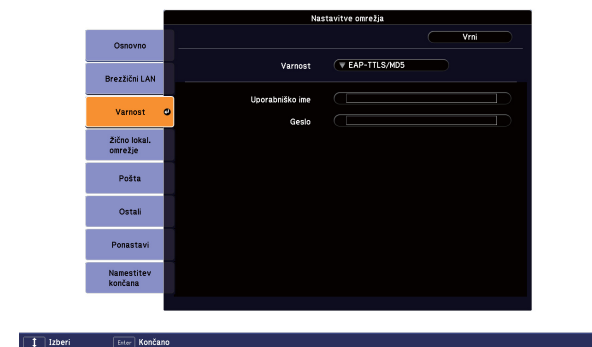 Nastavitve omrežja
Vrni
Osnovno
Brezžični LAN
Varnost
Žično lokal.
omrežje
Pošta
Ostali
Ponastavi
Namestitev
končana
Varnost EAP-TTLS/MD5
Uporabniško ime
Geslo
Izberi Enter Končano